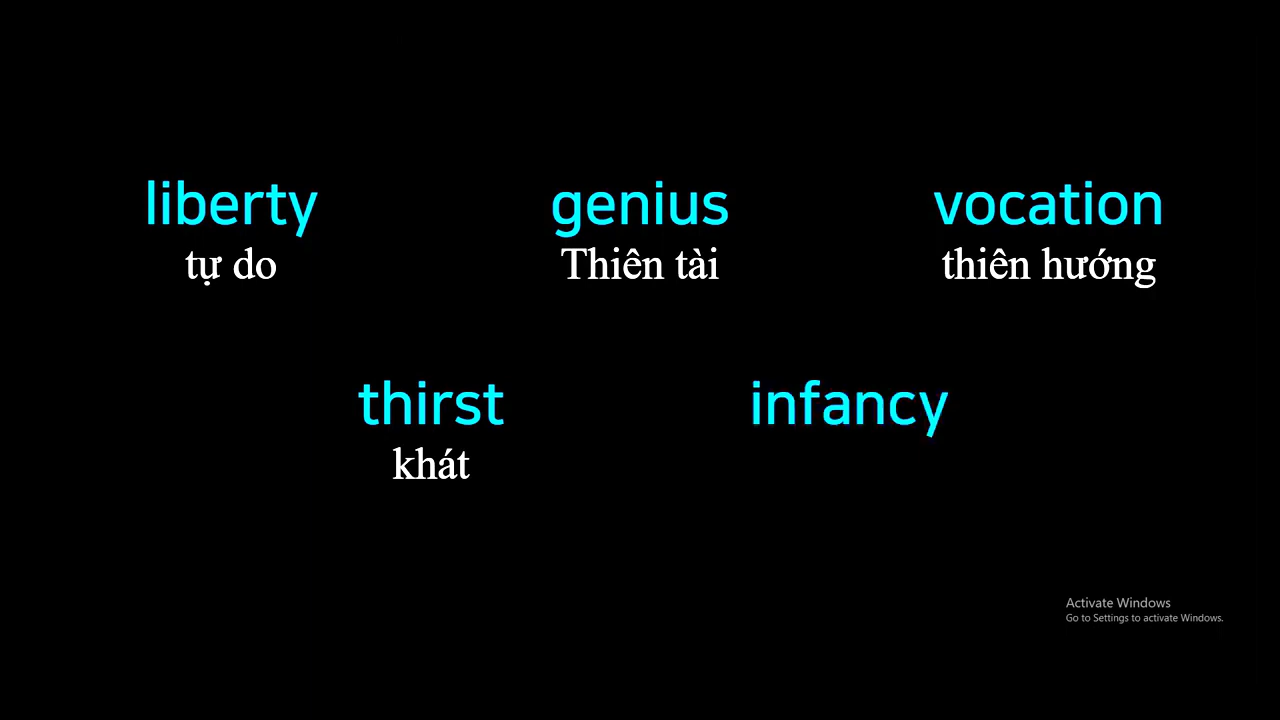 liberty genius vocation
tự do Thiên tài thiên hướng
thirst infancy
khát
Activate Windows
Go to Settings to activate Windows.